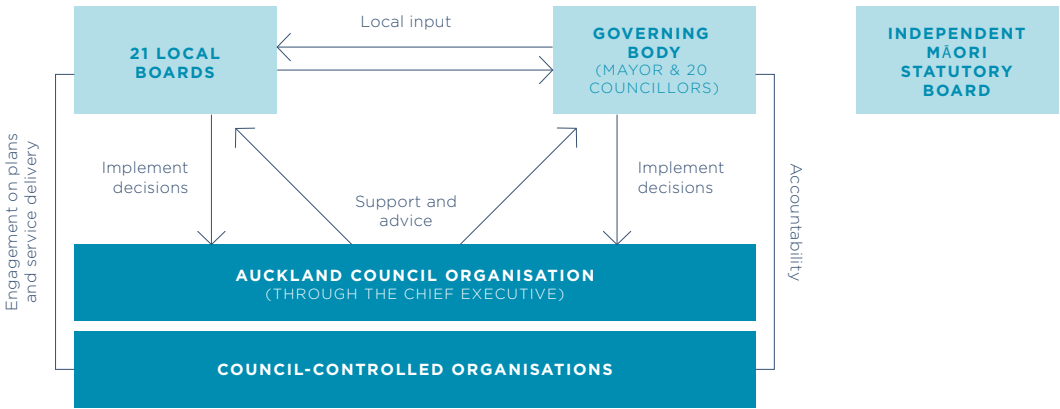 Local input
21 LOCAL
BOARDS
GOVERNING
BODY
(MAYOR & 20
COUNCILLORS)
INDEPENDENT
MĀORI
STATUTORY
BOARD
Engagement on plans
and service delivery
Implement
decisions
Support and
advice
Implement
decisions
Accountability
AUCKLAND COUNCIL ORGANISATION
(THROUGH THE CHIEF EXECUTIVE)
COUNCIL-CONTROLLED ORGANISATIONS